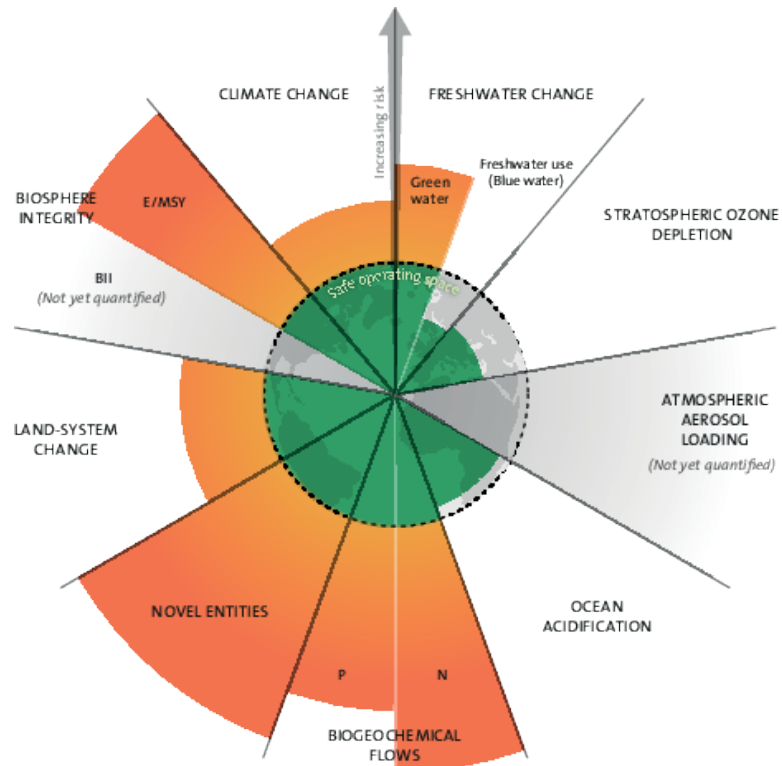 CLIMATE CHANGE
FRESHWATER CHANGE
Increasing risk
Freshwater use
(Blue water)
Green
water
BIOSPHERE
INTEGRITY
E/MSY
STRATOSPHERIC OZONE
DEPLETION
BII
(Not yet quantified)
Safe operating space
ATMOSPHERIC
AEROSOL
LOADING
(Not yet quantified)
LAND-SYSTEM
CHANGE
NOVEL ENTITIES
OCEAN
ACIDIFICATION
P
N
BIOGEOCHEMICAL
FLOWS